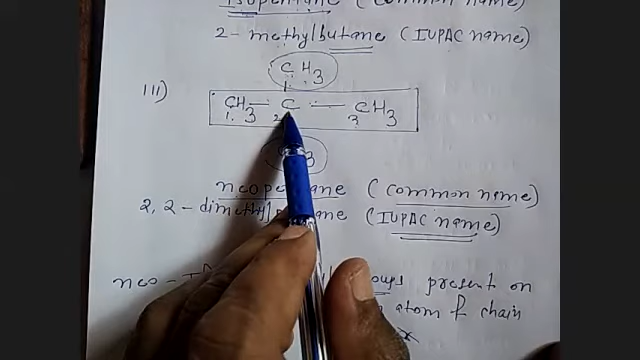 Isopentane (Common name)
2- methylbutane (IUPAC name)
CH3
III) CH3 — C — CH3
1 2 3
3
neopentane (Common name)
2, 2 - dimethyl (IUPAC name)
neo - present on
atom of chain